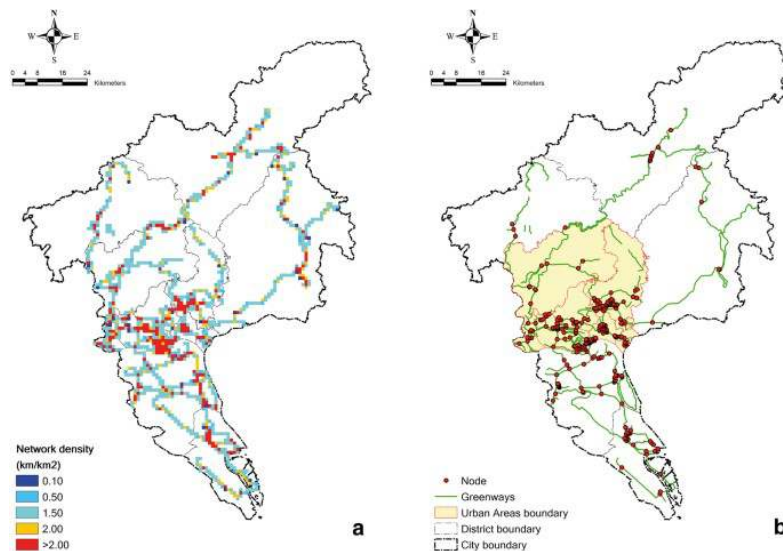 N
W E
S
0 4 8 16 24
Kilometers
Network density
(km/km2)
0.10
0.50
1.50
2.00
>2.00
a
N
W E
S
0 4 8 16 24
Kilometers
Node
Greenways
Urban Areas boundary
District boundary
City boundary
b